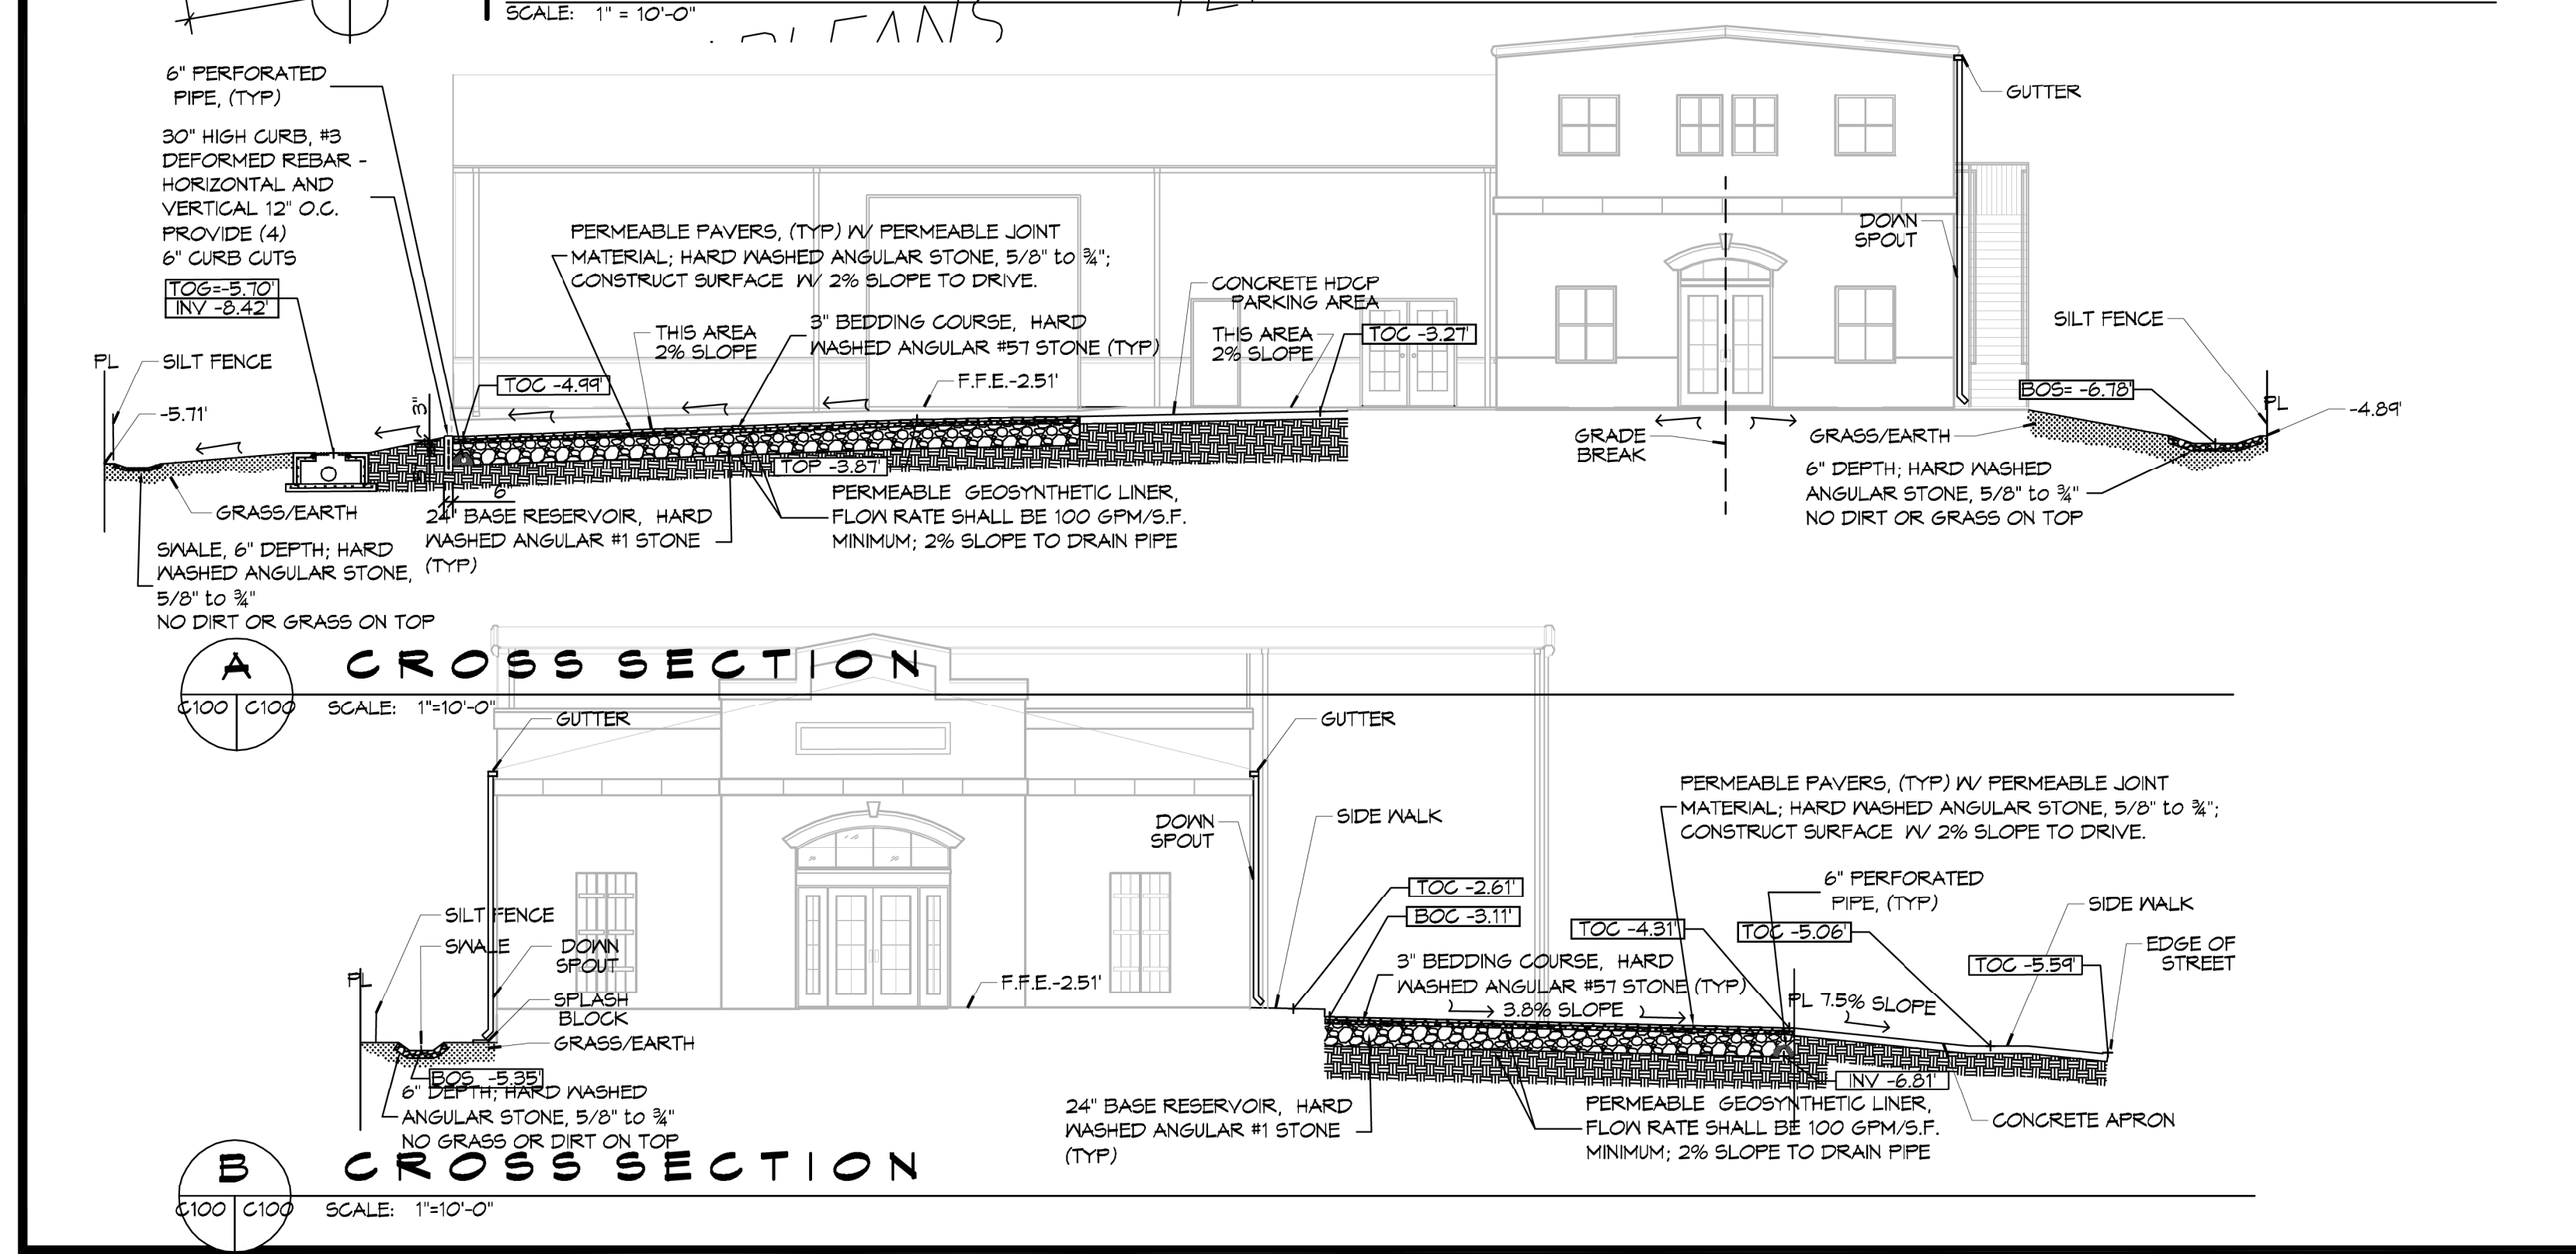 SCALE: 1" = 10'-0"
6" PERFORATED
PIPE, (TYP)
30" HIGH CURB, #3
DEFORMED REBAR -
HORIZONTAL AND
VERTICAL 12" O.C.
PROVIDE (4)
6" CURB CUTS
TOG=-5.70'
INV -8.42'
PL
SILT FENCE
-5.71'
GRASS/EARTH
SWALE, 6" DEPTH; HARD
WASHED ANGULAR STONE,
5/8" to ¾"
NO DIRT OR GRASS ON TOP
3"
6"
TOC -4.99'
PERMEABLE PAVERS, (TYP) W/ PERMEABLE JOINT
MATERIAL; HARD WASHED ANGULAR STONE, 5/8" to ¾";
CONSTRUCT SURFACE W/ 2% SLOPE TO DRIVE.
THIS AREA
2% SLOPE
3" BEDDING COURSE, HARD
WASHED ANGULAR #57 STONE (TYP)
F.F.E.-2.51'
CONCRETE HDCP
PARKING AREA
THIS AREA
2% SLOPE
TOC -3.27'
TOP -3.87'
24" BASE RESERVOIR, HARD
WASHED ANGULAR #1 STONE
(TYP)
PERMEABLE GEOSYNTHETIC LINER,
FLOW RATE SHALL BE 100 GPM/S.F.
MINIMUM; 2% SLOPE TO DRAIN PIPE
GUTTER
DOWN
SPOUT
GRADE
BREAK
SILT FENCE
BOS= -6.78'
PL
-4.89'
GRASS/EARTH
6" DEPTH; HARD WASHED
ANGULAR STONE, 5/8" to ¾"
NO DIRT OR GRASS ON TOP
A
CROSS SECTION
C100 C100
SCALE: 1"=10'-0"
GUTTER
GUTTER
DOWN
SPOUT
SIDE WALK
SILT FENCE
SWALE
DOWN
SPOUT
PL
SPLASH
BLOCK
GRASS/EARTH
BOS -5.35'
6" DEPTH; HARD WASHED
ANGULAR STONE, 5/8" to ¾"
NO GRASS OR DIRT ON TOP
F.F.E.-2.51'
TOC -2.61'
BOC -3.11'
3" BEDDING COURSE, HARD
WASHED ANGULAR #57 STONE (TYP)
3.8% SLOPE
PERMEABLE PAVERS, (TYP) W/ PERMEABLE JOINT
MATERIAL; HARD WASHED ANGULAR STONE, 5/8" to ¾";
CONSTRUCT SURFACE W/ 2% SLOPE TO DRIVE.
6" PERFORATED
PIPE, (TYP)
TOC -4.31'
TOC -5.06'
SIDE WALK
EDGE OF
STREET
TOC -5.59'
PL 7.5% SLOPE
INV -6.81'
CONCRETE APRON
24" BASE RESERVOIR, HARD
WASHED ANGULAR #1 STONE
(TYP)
PERMEABLE GEOSYNTHETIC LINER,
FLOW RATE SHALL BE 100 GPM/S.F.
MINIMUM; 2% SLOPE TO DRAIN PIPE
B
CROSS SECTION
C100 C100
SCALE: 1"=10'-0"